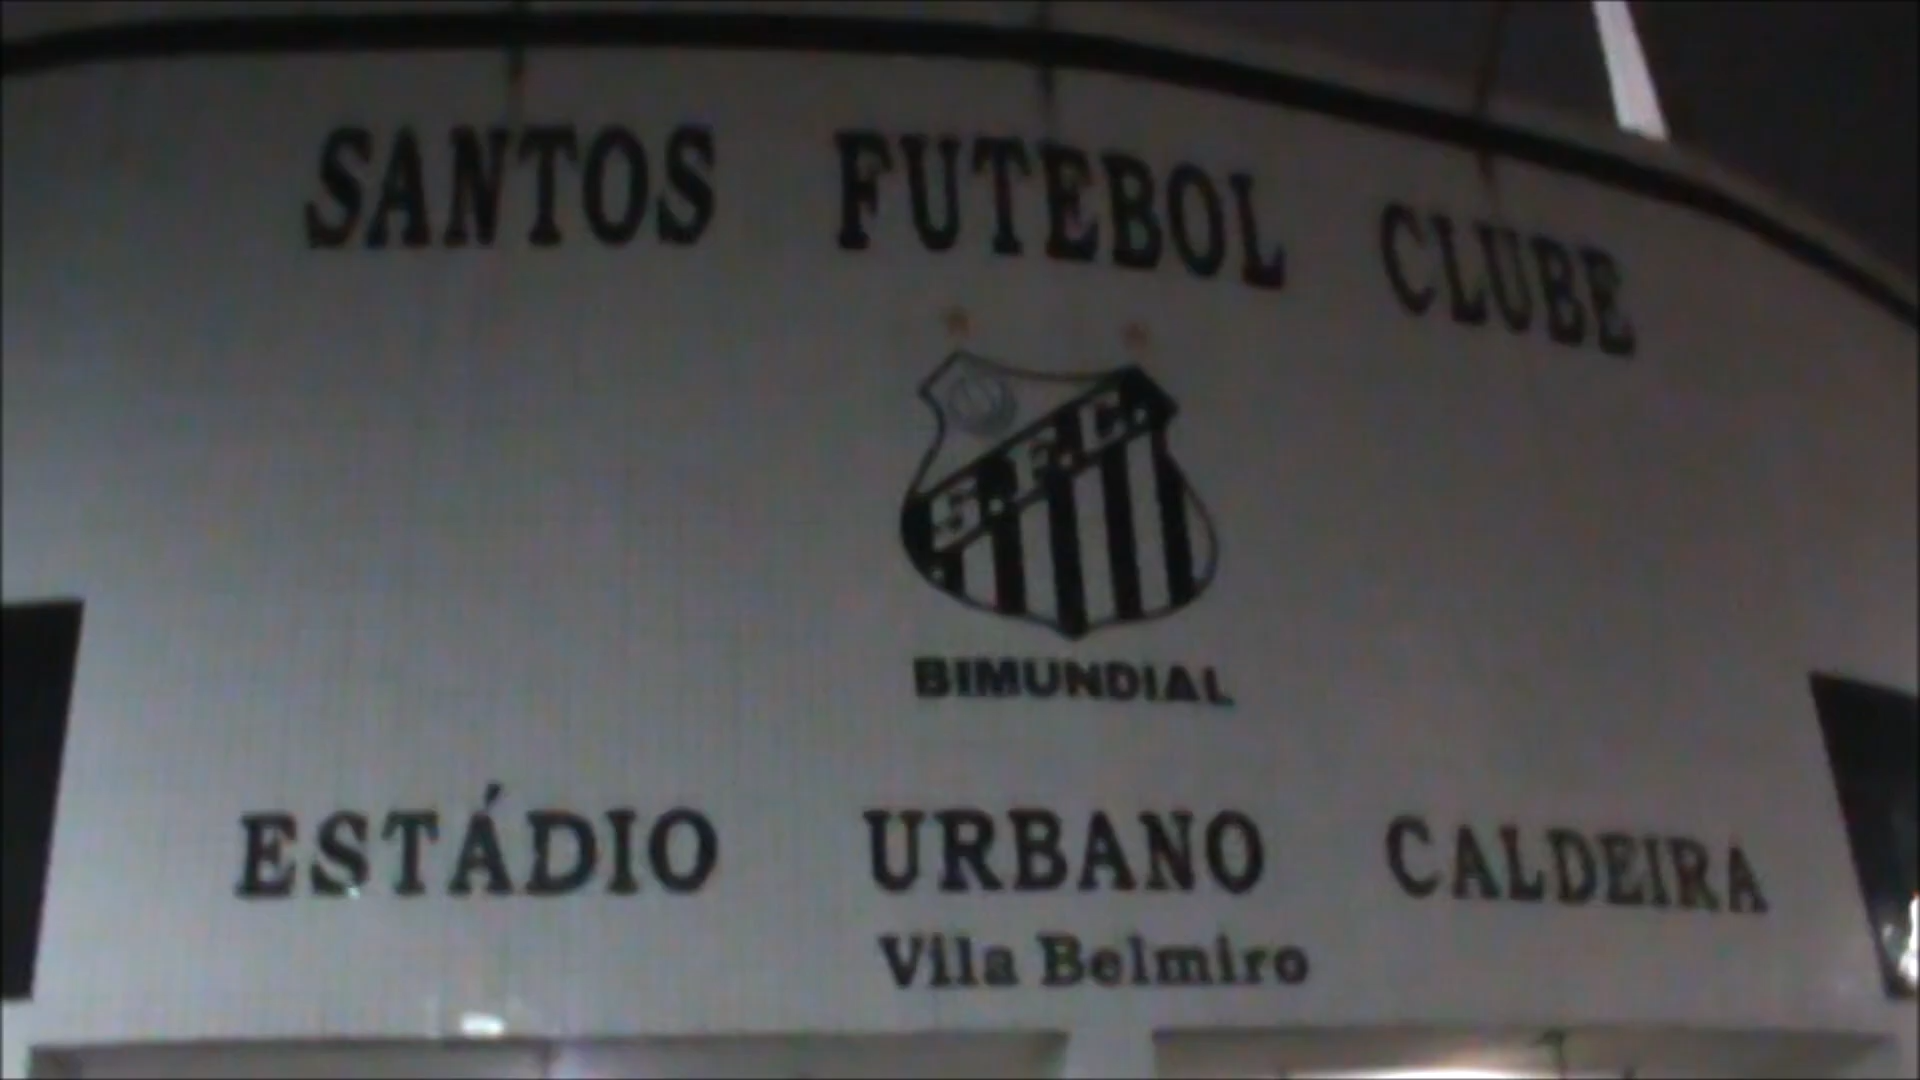 SANTOS FUTEBOL CLUBE
S.F.C.
BIMUNDIAL
ESTÁDIO URBANO CALDEIRA
Vila Belmiro